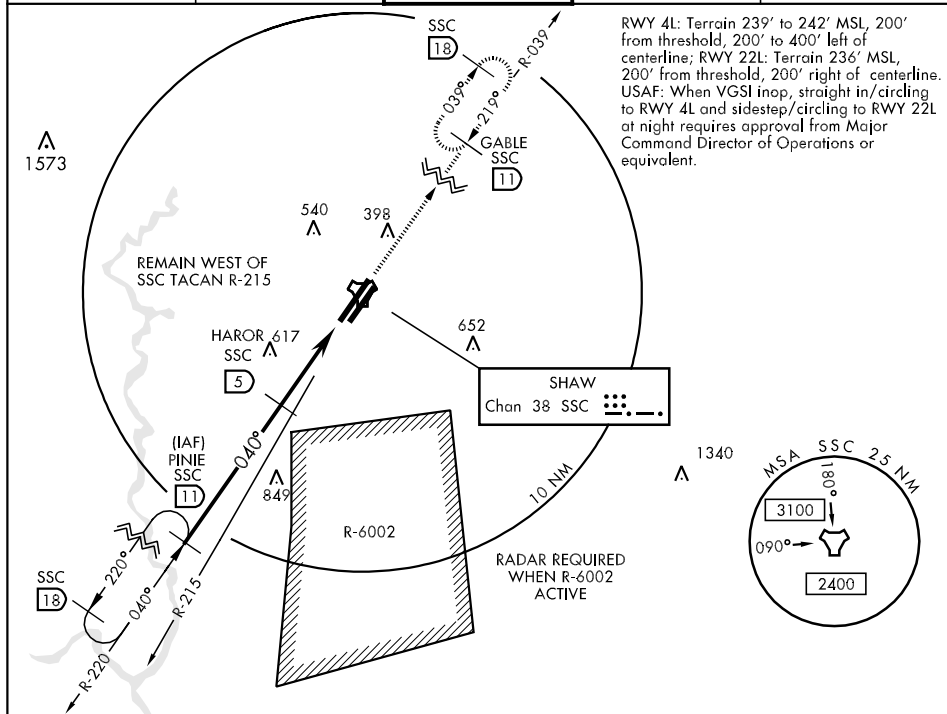 RWY 4L: Terrain 239' to 242' MSL, 200'
from threshold, 200' to 400' left of
centerline; RWY 22L: Terrain 236' MSL,
200' from threshold, 200' right of centerline.
USAF: When VGSI inop, straight in/circling
to RWY 4L and sidestep/circling to RWY 22L
at night requires approval from Major
Command Director of Operations or
equivalent.
SSC
18
R-039
039°
219°
GABLE
SSC
11
1573
540
398
REMAIN WEST OF
SSC TACAN R-215
HAROR
SSC
5
617
652
SHAW
Chan 38 SSC
040°
(IAF)
PINIE
SSC
11
849
R-6002
10 NM
1340
RADAR REQUIRED
WHEN R-6002
ACTIVE
MSA SSC 25 NM
180°
3100
090°
2400
SSC
18
220°
040°
R-215
R-220